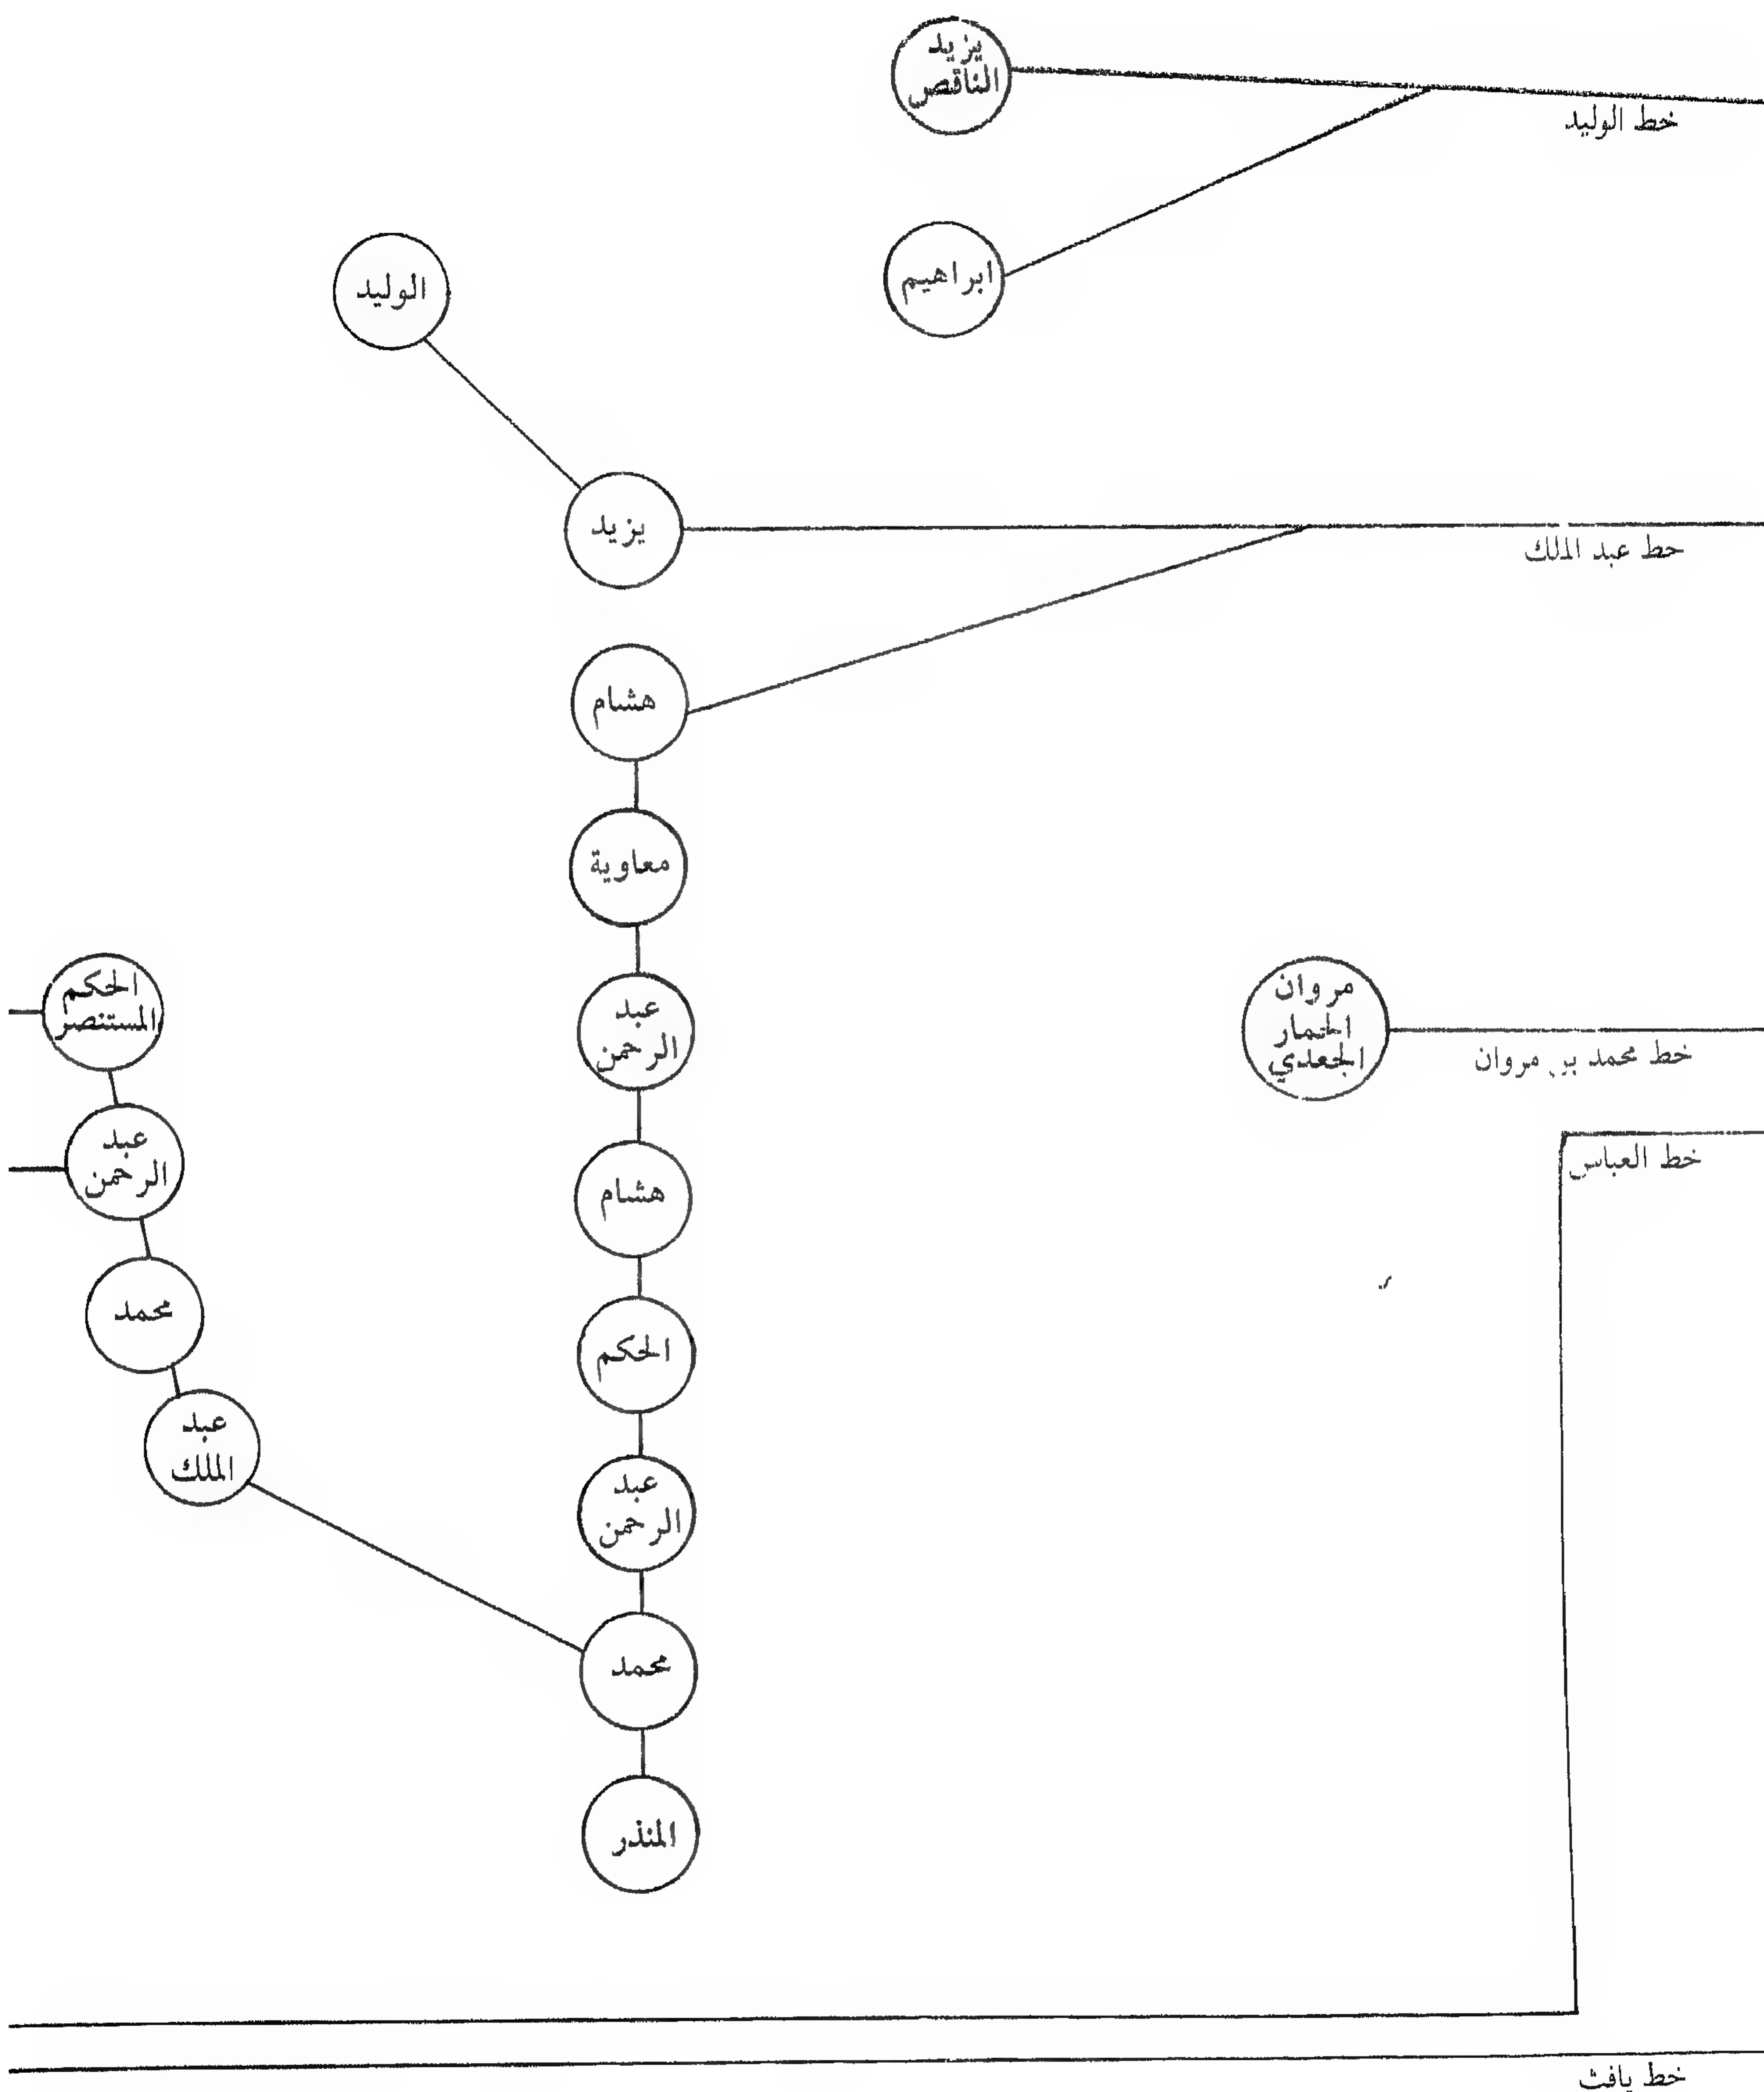 يزيد
الناقص
خط الوليد
ابراهيم
الوليد
يزيد
خط عبد الملك
هشام
معاوية
مروان
الحمار
الجعدي
خط محمد بن مروان
عبد
الرحمن
الحكم
المستنصر
خط العباس
هشام
عبد
الرحمن
الحكم
محمد
عبد
الرحمن
عبد
الملك
محمد
المنذر
خط يافث